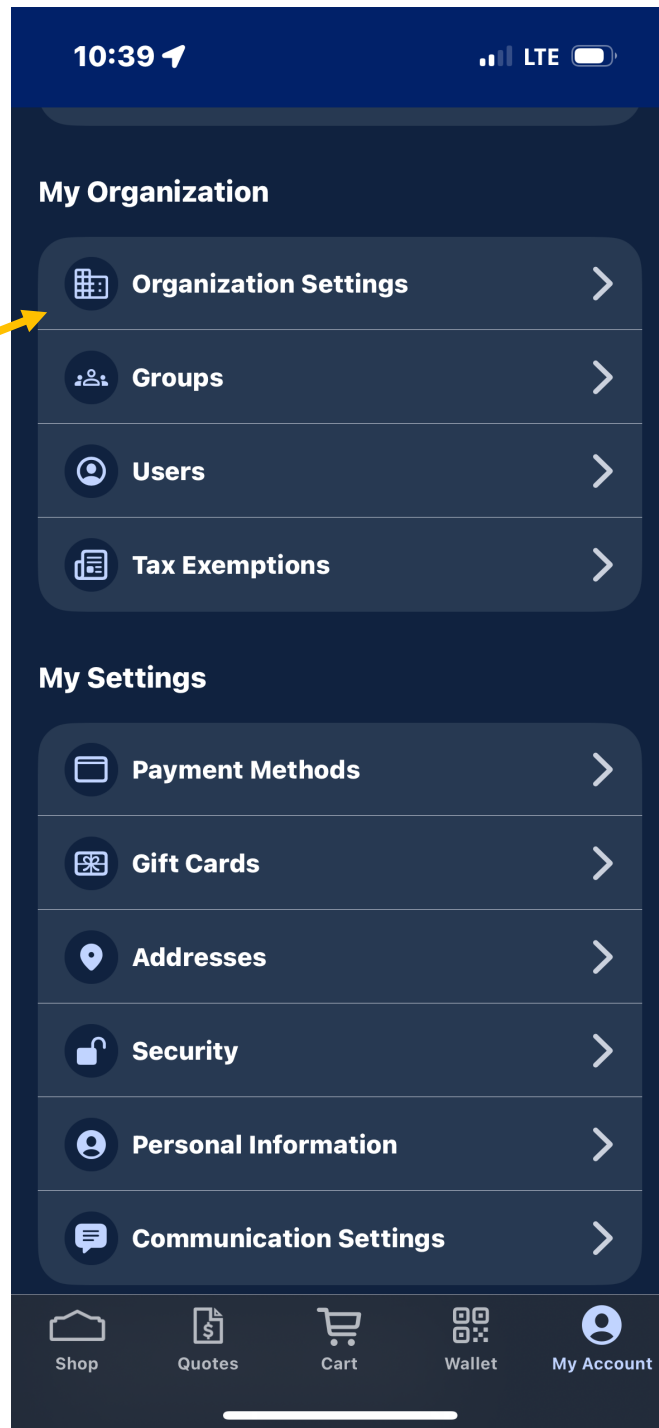 10:39
LTE
My Organization
Organization Settings
Groups
Users
Tax Exemptions
My Settings
Payment Methods
Gift Cards
Addresses
Security
Personal Information
Communication Settings
Shop Quotes Cart Wallet My Account